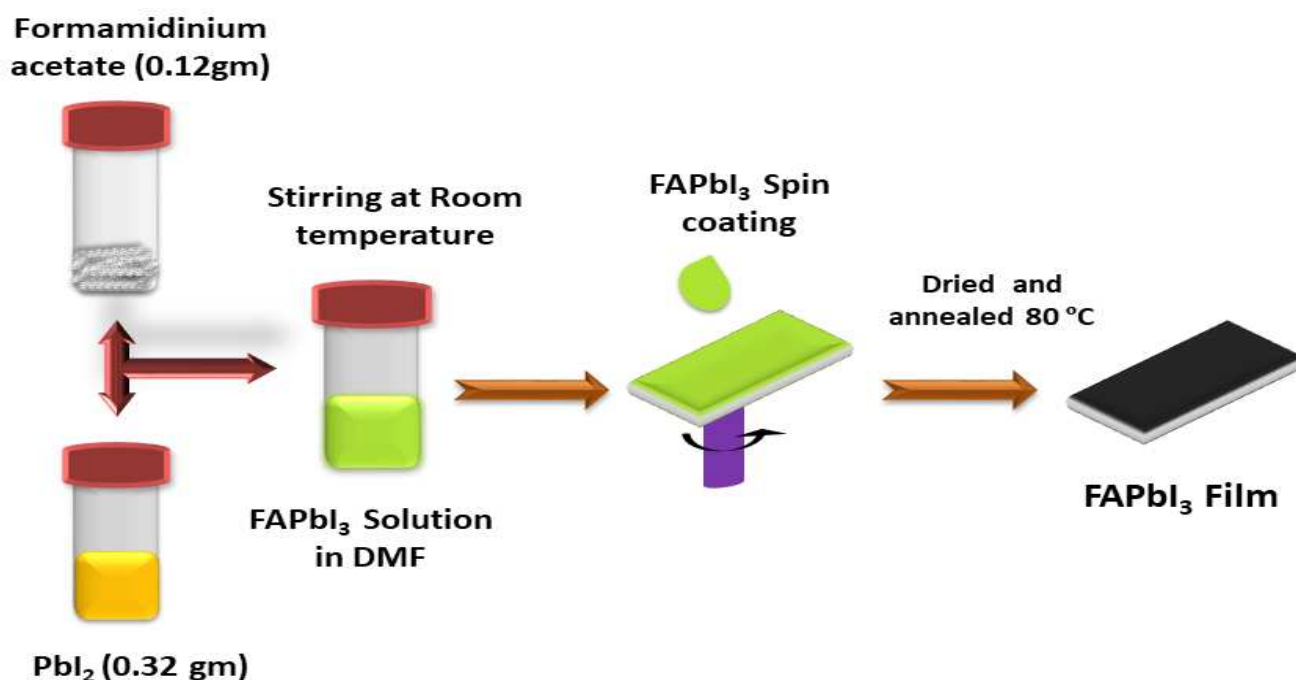 Formamidinium
acetate (0.12gm)
Stirring at Room
temperature
FAPbI₃ Spin
coating
Dried and
annealed 80 °C
FAPbI₃ Solution
in DMF
FAPbI₃ Film
PbI₂ (0.32 gm)